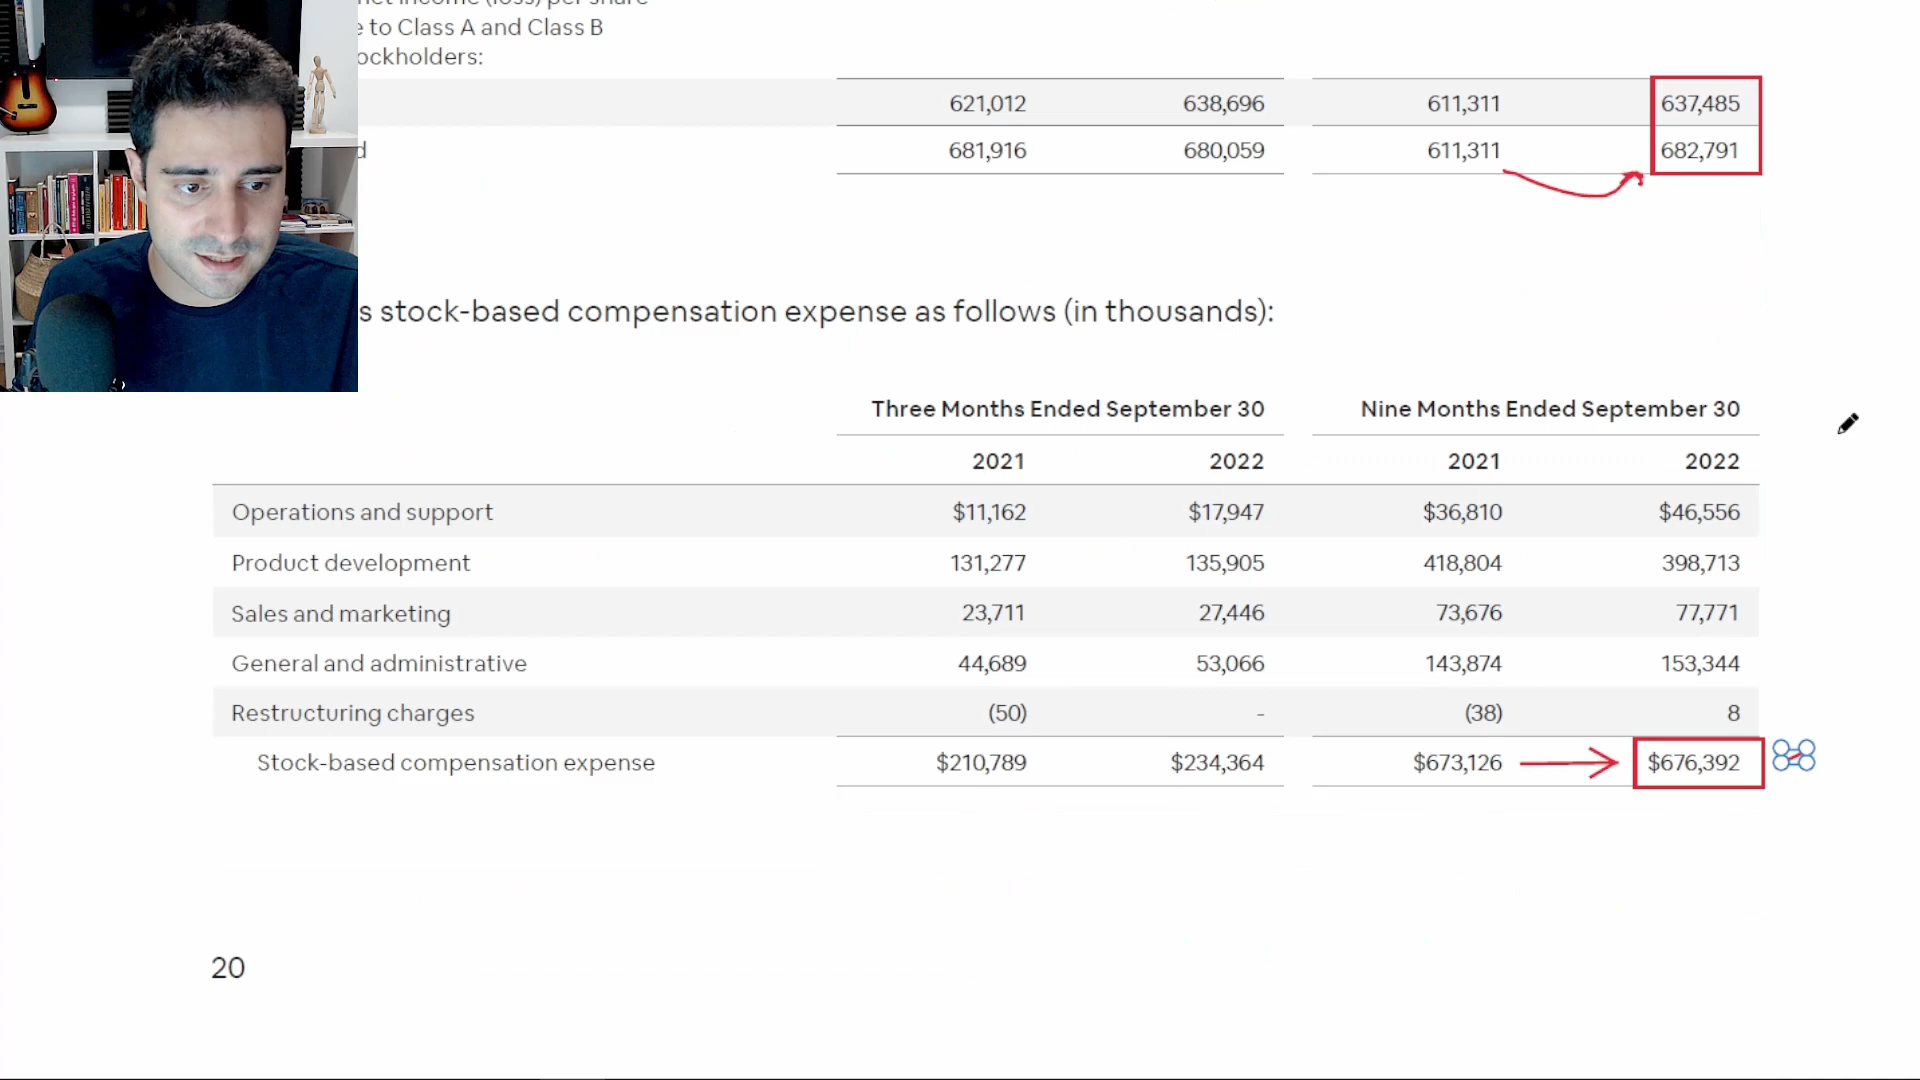 net income (loss) per share
e to Class A and Class B
ockholders:
621,012 638,696 611,311 637,485
d 681,916 680,059 611,311 682,791
s stock-based compensation expense as follows (in thousands):
Three Months Ended September 30 Nine Months Ended September 30
2021 2022 2021 2022
Operations and support $11,162 $17,947 $36,810 $46,556
Product development 131,277 135,905 418,804 398,713
Sales and marketing 23,711 27,446 73,676 77,771
General and administrative 44,689 53,066 143,874 153,344
Restructuring charges (50) - (38) 8
Stock-based compensation expense $210,789 $234,364 $673,126 $676,392
20